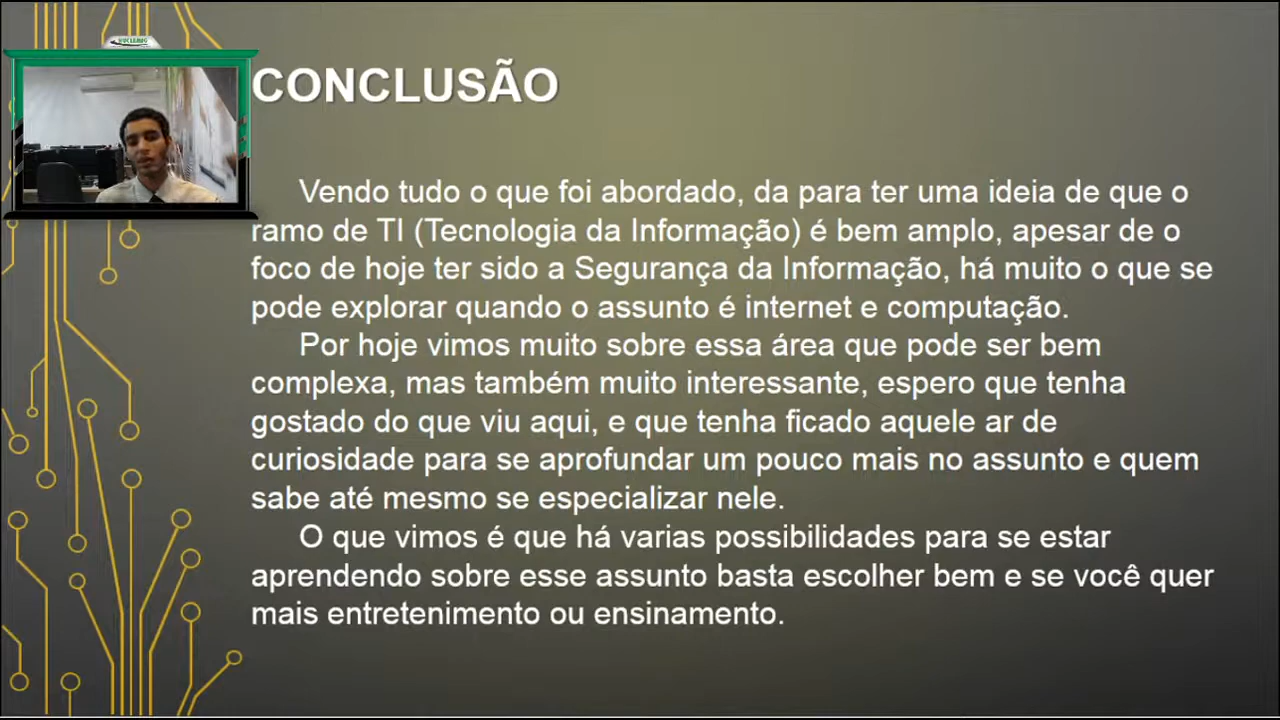 CONCLUSÃO
Vendo tudo o que foi abordado, da para ter uma ideia de que o
ramo de TI (Tecnologia da Informação) é bem amplo, apesar de o
foco de hoje ter sido a Segurança da Informação, há muito o que se
pode explorar quando o assunto é internet e computação.
Por hoje vimos muito sobre essa área que pode ser bem
complexa, mas também muito interessante, espero que tenha
gostado do que viu aqui, e que tenha ficado aquele ar de
curiosidade para se aprofundar um pouco mais no assunto e quem
sabe até mesmo se especializar nele.
O que vimos é que há varias possibilidades para se estar
aprendendo sobre esse assunto basta escolher bem e se você quer
mais entretenimento ou ensinamento.